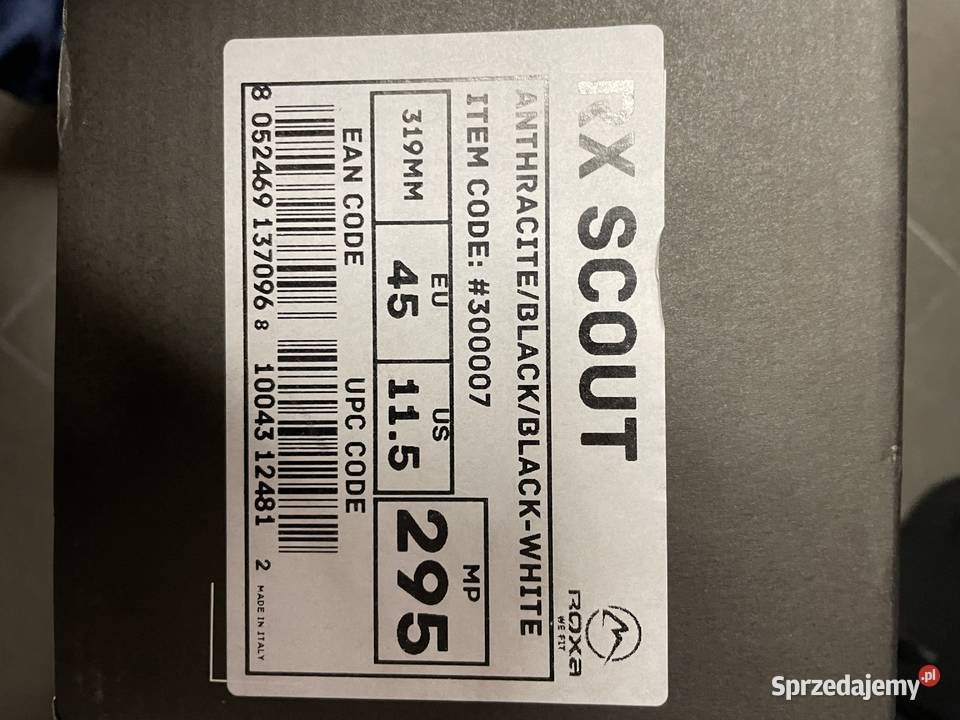 RX SCOUT
ROXA
WE FIT
ANTHRACITE/BLACK/BLACK-WHITE
ITEM CODE: #300007
319MM
EU
45
US
11.5
MP
295
EAN CODE
8 052469 137096
UPC CODE
8 10043 12481 2
MADE IN ITALY
Sprzedajemy.pl